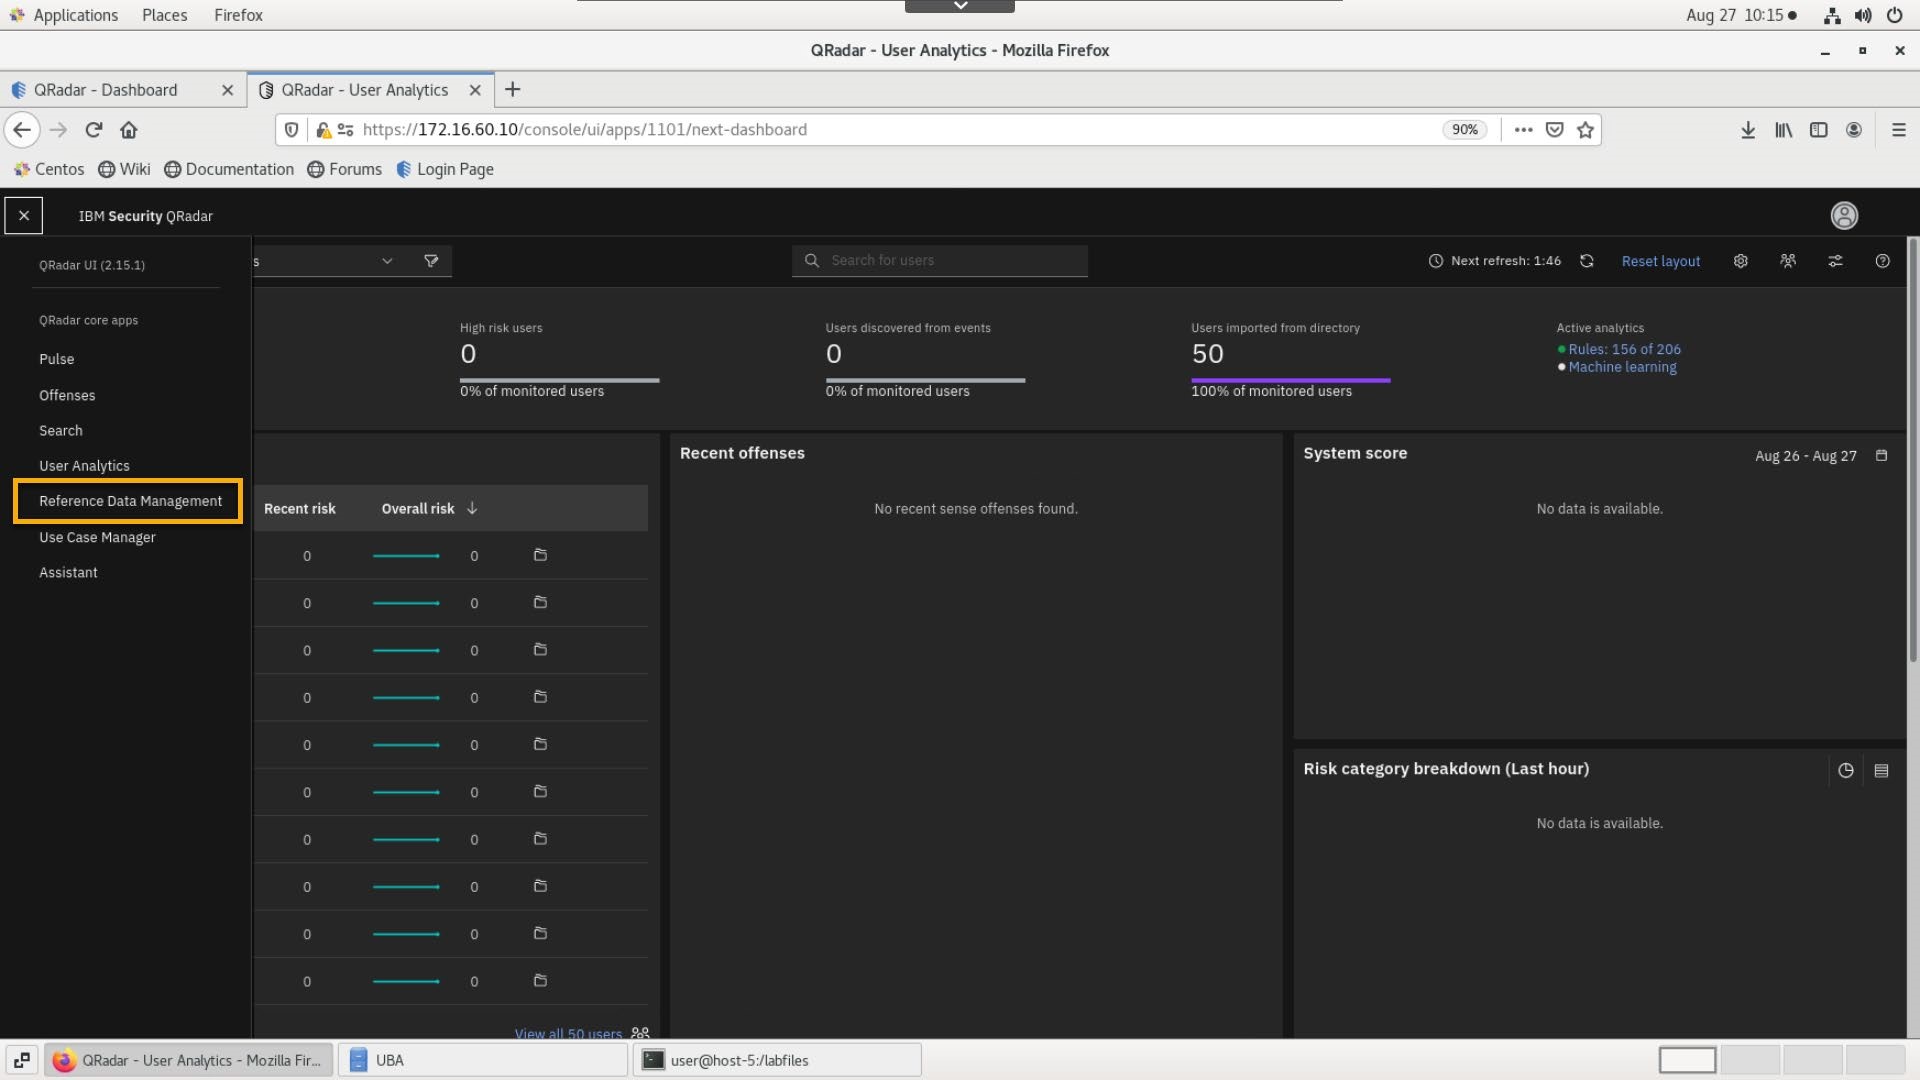 Applications Places Firefox
Aug 27 10:15
QRadar - User Analytics - Mozilla Firefox
QRadar - Dashboard
QRadar - User Analytics
https://172.16.60.10/console/ui/apps/1101/next-dashboard
90%
Centos Wiki Documentation Forums Login Page
IBM Security QRadar
QRadar UI (2.15.1)
QRadar core apps
Pulse
Offenses
Search
User Analytics
Reference Data Management
Use Case Manager
Assistant
s
Search for users
Next refresh: 1:46
Reset layout
High risk users
0
0% of monitored users
Users discovered from events
0
0% of monitored users
Users imported from directory
50
100% of monitored users
Active analytics
Rules: 156 of 206
Machine learning
Recent risk Overall risk
0 0
0 0
0 0
0 0
0 0
0 0
0 0
0 0
0 0
0 0
View all 50 users
Recent offenses
No recent sense offenses found.
System score
Aug 26 - Aug 27
No data is available.
Risk category breakdown (Last hour)
No data is available.
QRadar - User Analytics - Mozilla Fir...
UBA
user@host-5:/labfiles